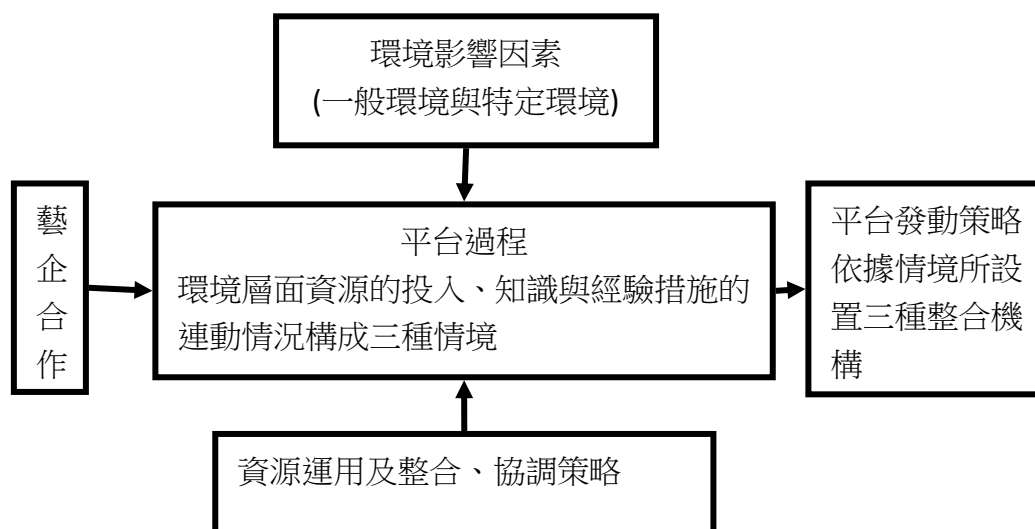 環境影響因素
(一般環境與特定環境)
藝
企
合
作
平台過程
環境層面資源的投入、知識與經驗措施的
連動情況構成三種情境
平台發動策略
依據情境所設
置三種整合機
構
資源運用及整合、協調策略